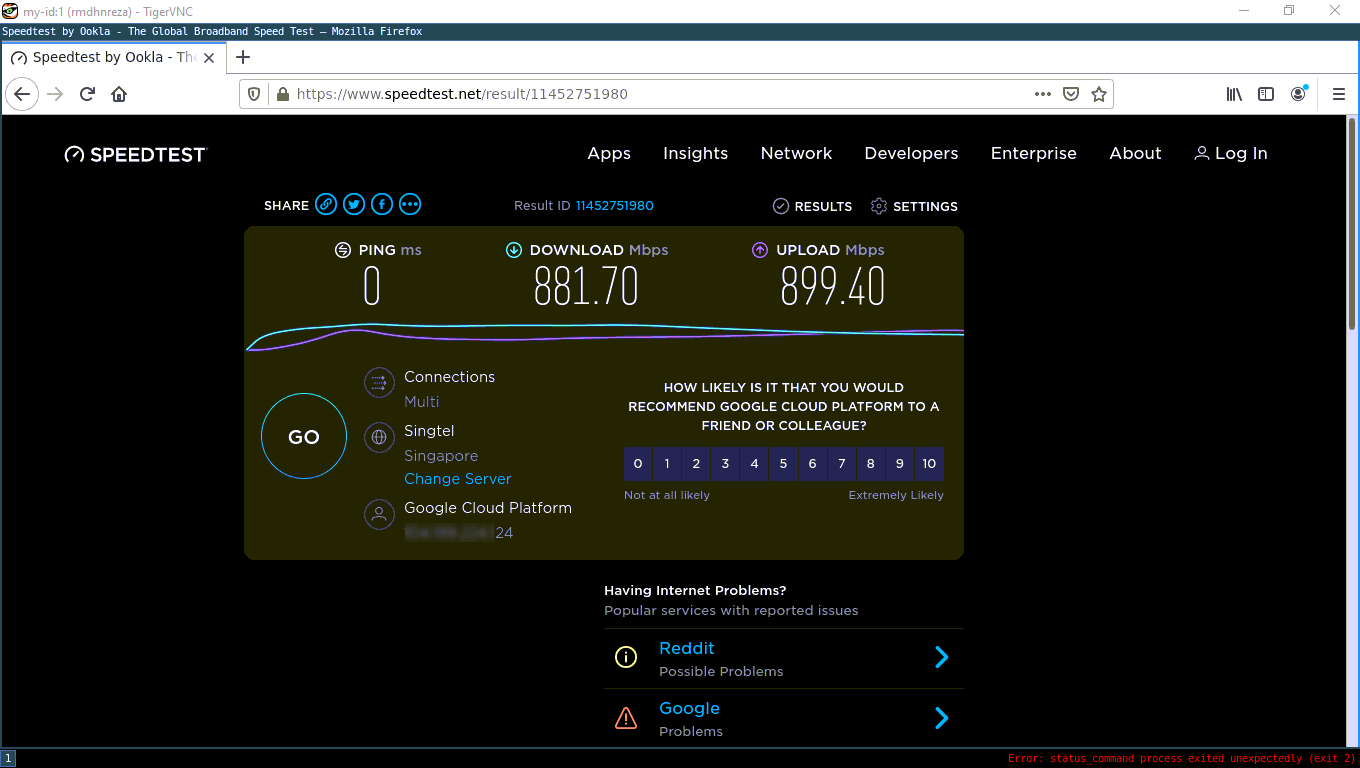 my-id:1 (rmdhnreza) - TigerVNC
Speedtest by Ookla - The Global Broadband Speed Test — Mozilla Firefox
Speedtest by Ookla - The
https://www.speedtest.net/result/11452751980
SPEEDTEST
Apps Insights Network Developers Enterprise About Log In
SHARE Result ID 11452751980 RESULTS SETTINGS
PING ms DOWNLOAD Mbps UPLOAD Mbps
0 881.70 899.40
GO
Connections
Multi
Singtel
Singapore
Change Server
Google Cloud Platform
24
HOW LIKELY IS IT THAT YOU WOULD
RECOMMEND GOOGLE CLOUD PLATFORM TO A
FRIEND OR COLLEAGUE?
0 1 2 3 4 5 6 7 8 9 10
Not at all likely Extremely Likely
Having Internet Problems?
Popular services with reported issues
Reddit
Possible Problems
Google
Problems
1 Error: status_command process exited unexpectedly (exit 2)